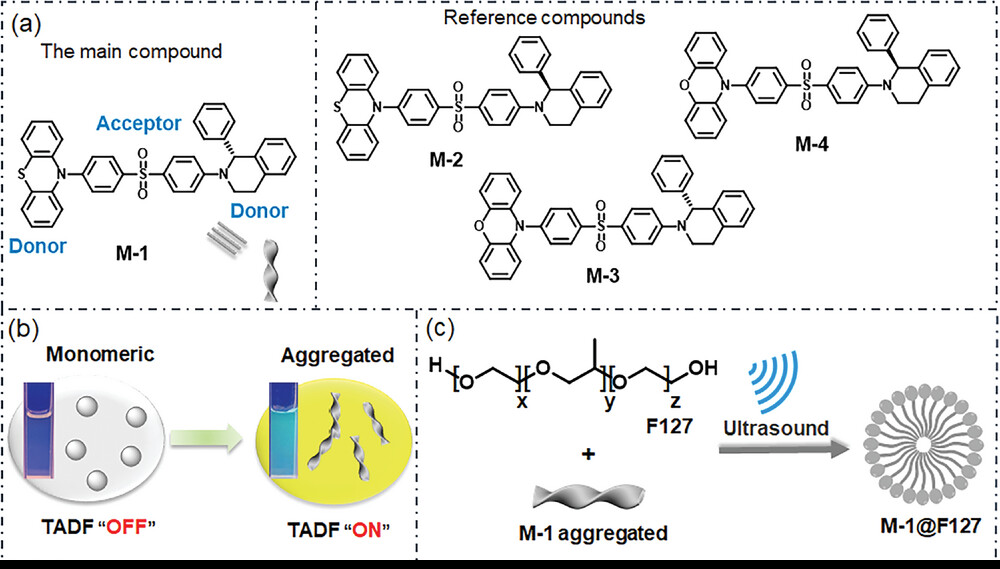 (a)
The main compound
Acceptor
S
N
S
O
O
N
Donor
Donor
M-1
Reference compounds
S
N
O
S
O
N
M-2
O
N
O
S
O
N
M-4
O
N
S
O
O
N
M-3
(b)
Monomeric
Aggregated
TADF “OFF”
TADF “ON”
(c)
H
O
x
O
y
O
z
OH
F127
+
M-1 aggregated
Ultrasound
M-1@F127